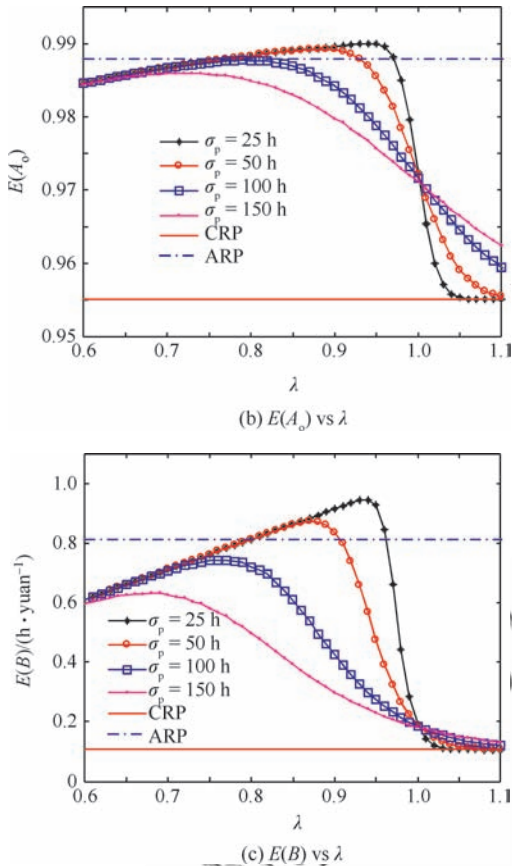 0.99
0.98
0.97
0.96
0.95
E(Aₒ)
σₚ = 25 h
σₚ = 50 h
σₚ = 100 h
σₚ = 150 h
CRP
ARP
0.6 0.7 0.8 0.9 1.0 1.1
λ
(b) E(Aₒ) vs λ
1.0
0.8
0.6
0.4
0.2
0
E(B)/(h · yuan⁻¹)
σₚ = 25 h
σₚ = 50 h
σₚ = 100 h
σₚ = 150 h
CRP
ARP
0.6 0.7 0.8 0.9 1.0 1.1
λ
(c) E(B) vs λ